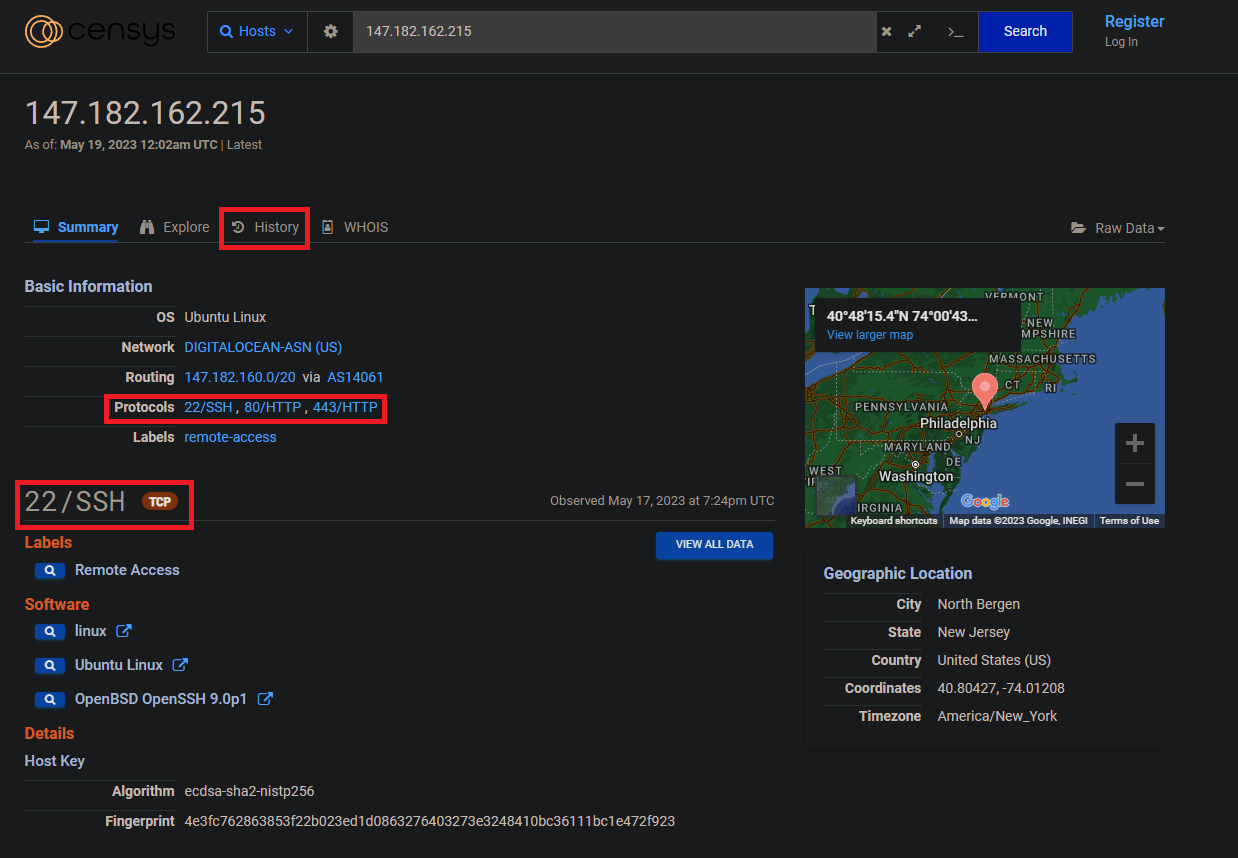 censys
Hosts
147.182.162.215
>_
Search
Register
Log In
147.182.162.215
As of: May 19, 2023 12:02am UTC | Latest
Summary
Explore
History
WHOIS
Raw Data
Basic Information
OS Ubuntu Linux
Network DIGITALOCEAN-ASN (US)
Routing 147.182.160.0/20 via AS14061
Protocols 22/SSH , 80/HTTP , 443/HTTP
Labels remote-access
22/SSH TCP
Observed May 17, 2023 at 7:24pm UTC
Labels
VIEW ALL DATA
Remote Access
Software
linux
Ubuntu Linux
OpenBSD OpenSSH 9.0p1
Details
Host Key
Algorithm ecdsa-sha2-nistp256
Fingerprint 4e3fc762863853f22b023ed1d0863276403273e3248410bc36111bc1e472f923
40°48'15.4"N 74°00'43...
View larger map
VERMONT
NEW
MPSHIRE
MASSACHUSETTS
CT
RI
PENNSYLVANIA
Philadelphia
NJ
MARYLAND
DE
WEST
Washington
IRGINIA
Google
Keyboard shortcuts
Map data ©2023 Google, INEGI
Terms of Use
Geographic Location
City North Bergen
State New Jersey
Country United States (US)
Coordinates 40.80427, -74.01208
Timezone America/New_York